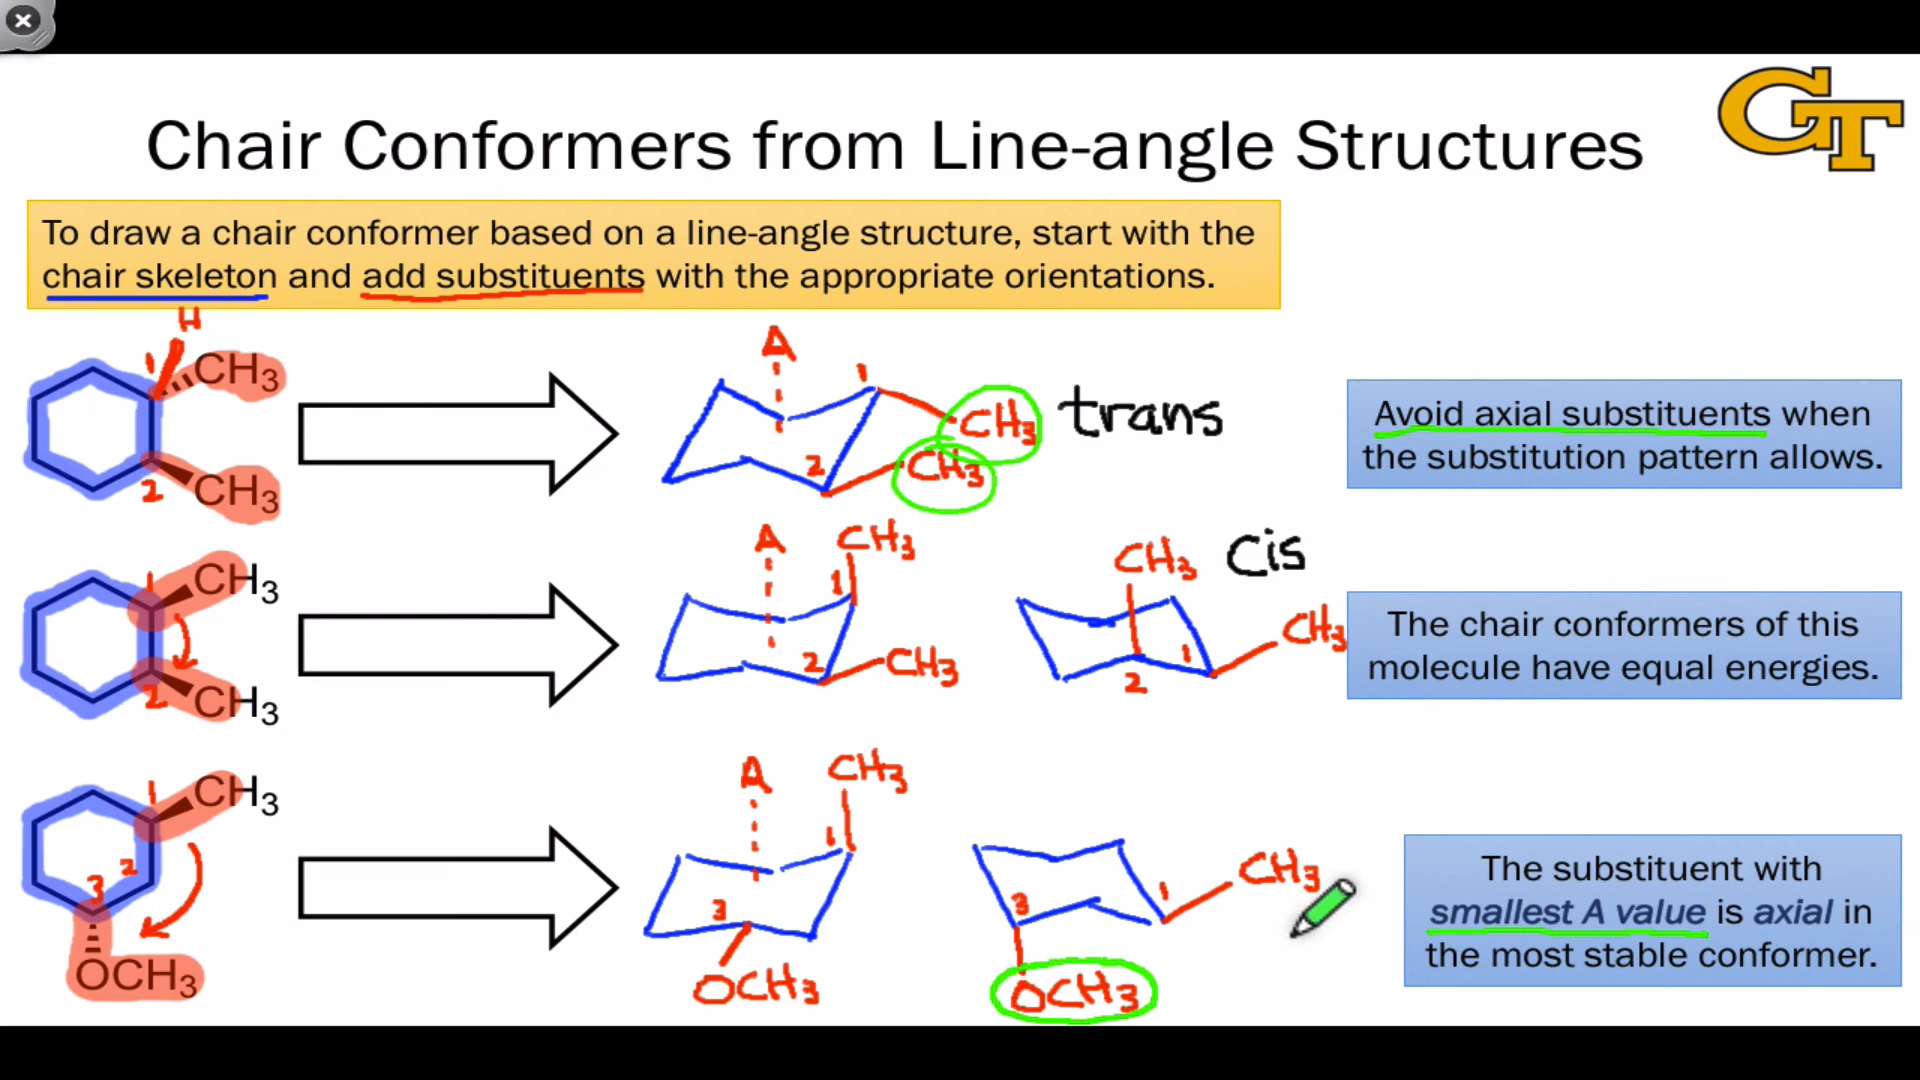 GT
Chair Conformers from Line-angle Structures
To draw a chair conformer based on a line-angle structure, start with the
chair skeleton and add substituents with the appropriate orientations.
H
1
CH3
2
CH3
A
1
CH3
trans
2
CH3
Avoid axial substituents when
the substitution pattern allows.
1
CH3
2
CH3
A
CH3
1
2
CH3
CH3
Cis
CH3
1
2
The chair conformers of this
molecule have equal energies.
1
CH3
2
3
OCH3
A
CH3
1
3
OCH3
CH3
1
3
OCH3
The substituent with
smallest A value is axial in
the most stable conformer.